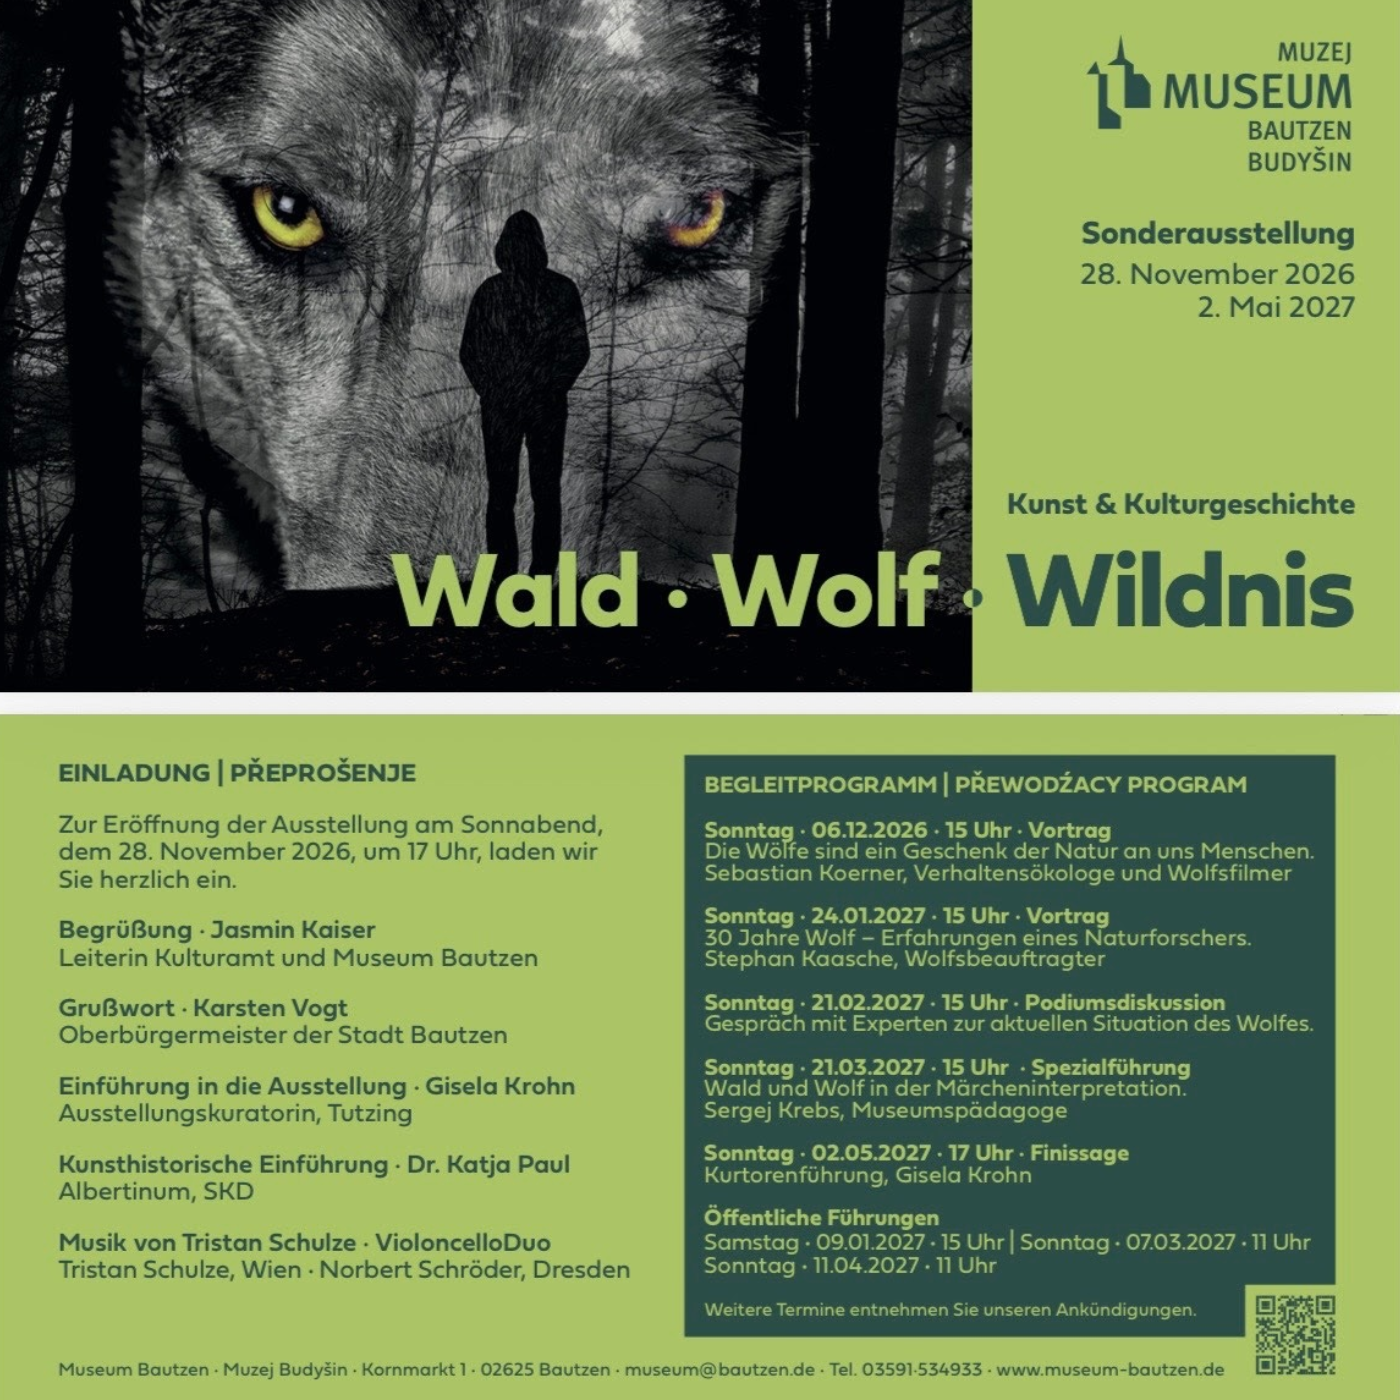 MUZEJ
MUSEUM
BAUTZEN
BUDYŠIN
Sonderausstellung
28. November 2026
2. Mai 2027
Kunst & Kulturgeschichte
Wald · Wolf · Wildnis
EINLADUNG | PŘEPROŠENJE
Zur Eröffnung der Ausstellung am Sonnabend,
dem 28. November 2026, um 17 Uhr, laden wir
Sie herzlich ein.
Begrüßung · Jasmin Kaiser
Leiterin Kulturamt und Museum Bautzen
Grußwort · Karsten Vogt
Oberbürgermeister der Stadt Bautzen
Einführung in die Ausstellung · Gisela Krohn
Ausstellungskuratorin, Tutzing
Kunsthistorische Einführung · Dr. Katja Paul
Albertinum, SKD
Musik von Tristan Schulze · VioloncelloDuo
Tristan Schulze, Wien · Norbert Schröder, Dresden
BEGLEITPROGRAMM | PŘEWODŹACY PROGRAM
Sonntag · 06.12.2026 · 15 Uhr · Vortrag
Die Wölfe sind ein Geschenk der Natur an uns Menschen.
Sebastian Koerner, Verhaltensökologe und Wolfsfilmer
Sonntag · 24.01.2027 · 15 Uhr · Vortrag
30 Jahre Wolf – Erfahrungen eines Naturforschers.
Stephan Kaasche, Wolfsbeauftragter
Sonntag · 21.02.2027 · 15 Uhr · Podiumsdiskussion
Gespräch mit Experten zur aktuellen Situation des Wolfes.
Sonntag · 21.03.2027 · 15 Uhr · Spezialführung
Wald und Wolf in der Märcheninterpretation.
Sergej Krebs, Museumspädagoge
Sonntag · 02.05.2027 · 17 Uhr · Finissage
Kurtorenführung, Gisela Krohn
Öffentliche Führungen
Samstag · 09.01.2027 · 15 Uhr | Sonntag · 07.03.2027 · 11 Uhr
Sonntag · 11.04.2027 · 11 Uhr
Weitere Termine entnehmen Sie unseren Ankündigungen.
Museum Bautzen · Muzej Budyšin · Kornmarkt 1 · 02625 Bautzen · museum@bautzen.de · Tel. 03591-534933 · www.museum-bautzen.de